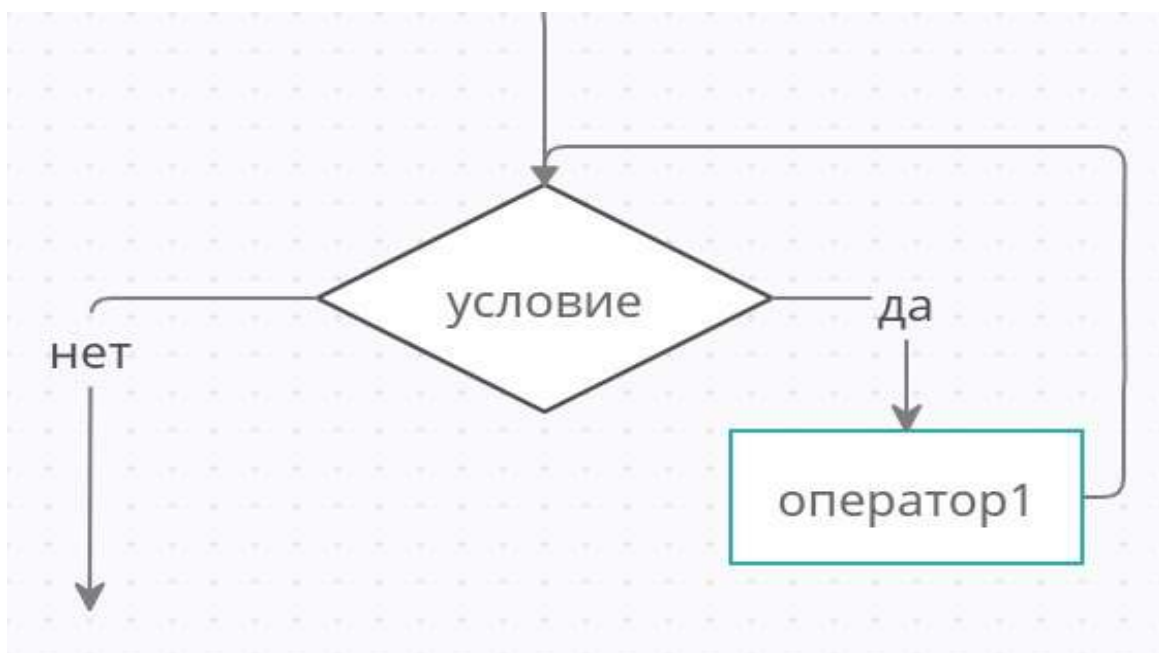 условие
да
нет
оператор1